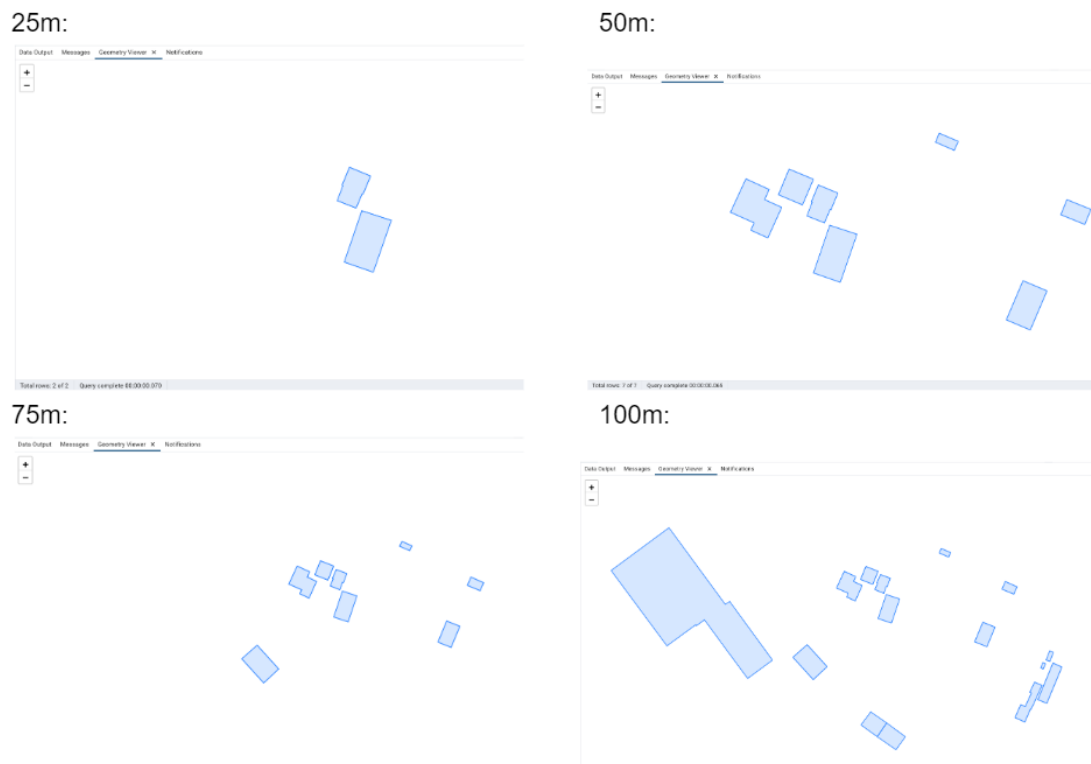 25m:
Data Output Messages Geometry Viewer × Notifications
+
−
Total rows: 2 of 2 Query complete 00:00:00.070
50m:
Data Output Messages Geometry Viewer × Notifications
+
−
Total rows: 7 of 7 Query complete 00:00:00.066
75m:
Data Output Messages Geometry Viewer × Notifications
+
−
100m:
Data Output Messages Geometry Viewer × Notifications
+
−